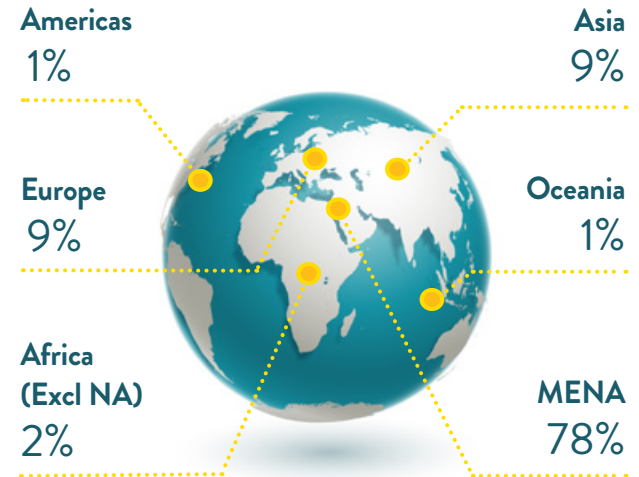 Americas
1%
Asia
9%
Europe
9%
Oceania
1%
Africa
(Excl NA)
2%
MENA
78%